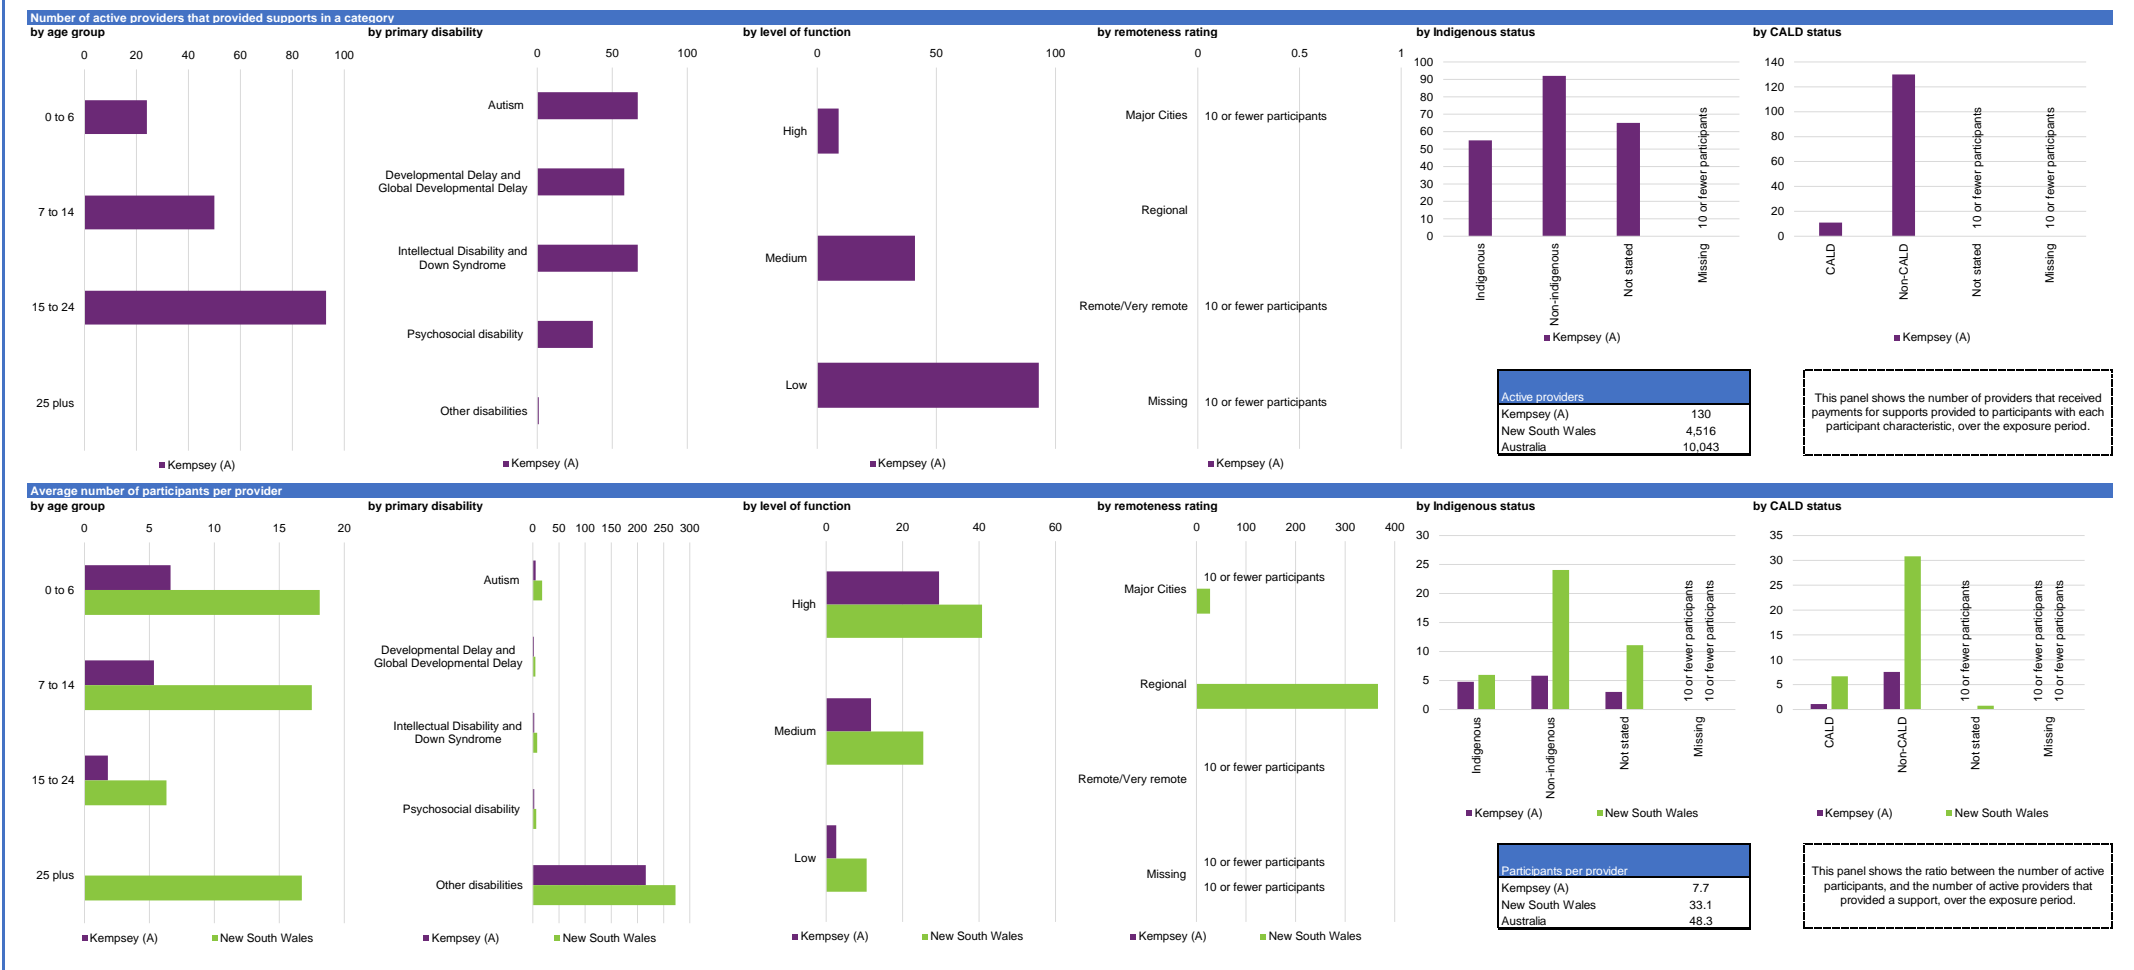 Number of active providers that provided supports in a category
by age group
0 20 40 60 80 100
0 to 6
7 to 14
15 to 24
25 plus
Kempsey (A)
by primary disability
0 50 100
Autism
Developmental Delay and
Global Developmental Delay
Intellectual Disability and
Down Syndrome
Psychosocial disability
Other disabilities
Kempsey (A)
by level of function
0 50 100
High
Medium
Low
Kempsey (A)
by remoteness rating
0 0.5 1
Major Cities 10 or fewer participants
Regional
Remote/Very remote 10 or fewer participants
Missing 10 or fewer participants
Kempsey (A)
by Indigenous status
100
90
80
70
60
50
40
30
20
10
0
Indigenous
Non-indigenous
Not stated
10 or fewer participants
Missing
Kempsey (A)
by CALD status
140
120
100
80
60
40
20
0
CALD
Non-CALD
10 or fewer participants
Not stated
10 or fewer participants
Missing
Kempsey (A)
Active providers
Kempsey (A) 130
New South Wales 4,516
Australia 10,043
This panel shows the number of providers that received
payments for supports provided to participants with each
participant characteristic, over the exposure period.
Average number of participants per provider
by age group
0 5 10 15 20
0 to 6
7 to 14
15 to 24
25 plus
Kempsey (A) New South Wales
by primary disability
0 50 100 150 200 250 300
Autism
Developmental Delay and
Global Developmental Delay
Intellectual Disability and
Down Syndrome
Psychosocial disability
Other disabilities
Kempsey (A) New South Wales
by level of function
0 20 40 60
High
Medium
Low
Kempsey (A) New South Wales
by remoteness rating
0 100 200 300 400
10 or fewer participants
Major Cities
Regional
10 or fewer participants
Remote/Very remote
10 or fewer participants
Missing
10 or fewer participants
Kempsey (A) New South Wales
by Indigenous status
30
25
20
15
10
5
0
Indigenous
Non-indigenous
Not stated
10 or fewer participants
10 or fewer participants
Missing
Kempsey (A) New South Wales
by CALD status
35
30
25
20
15
10
5
0
CALD
Non-CALD
10 or fewer participants
Not stated
10 or fewer participants
10 or fewer participants
Missing
Kempsey (A) New South Wales
Participants per provider
Kempsey (A) 7.7
New South Wales 33.1
Australia 48.3
This panel shows the ratio between the number of active
participants, and the number of active providers that
provided a support, over the exposure period.